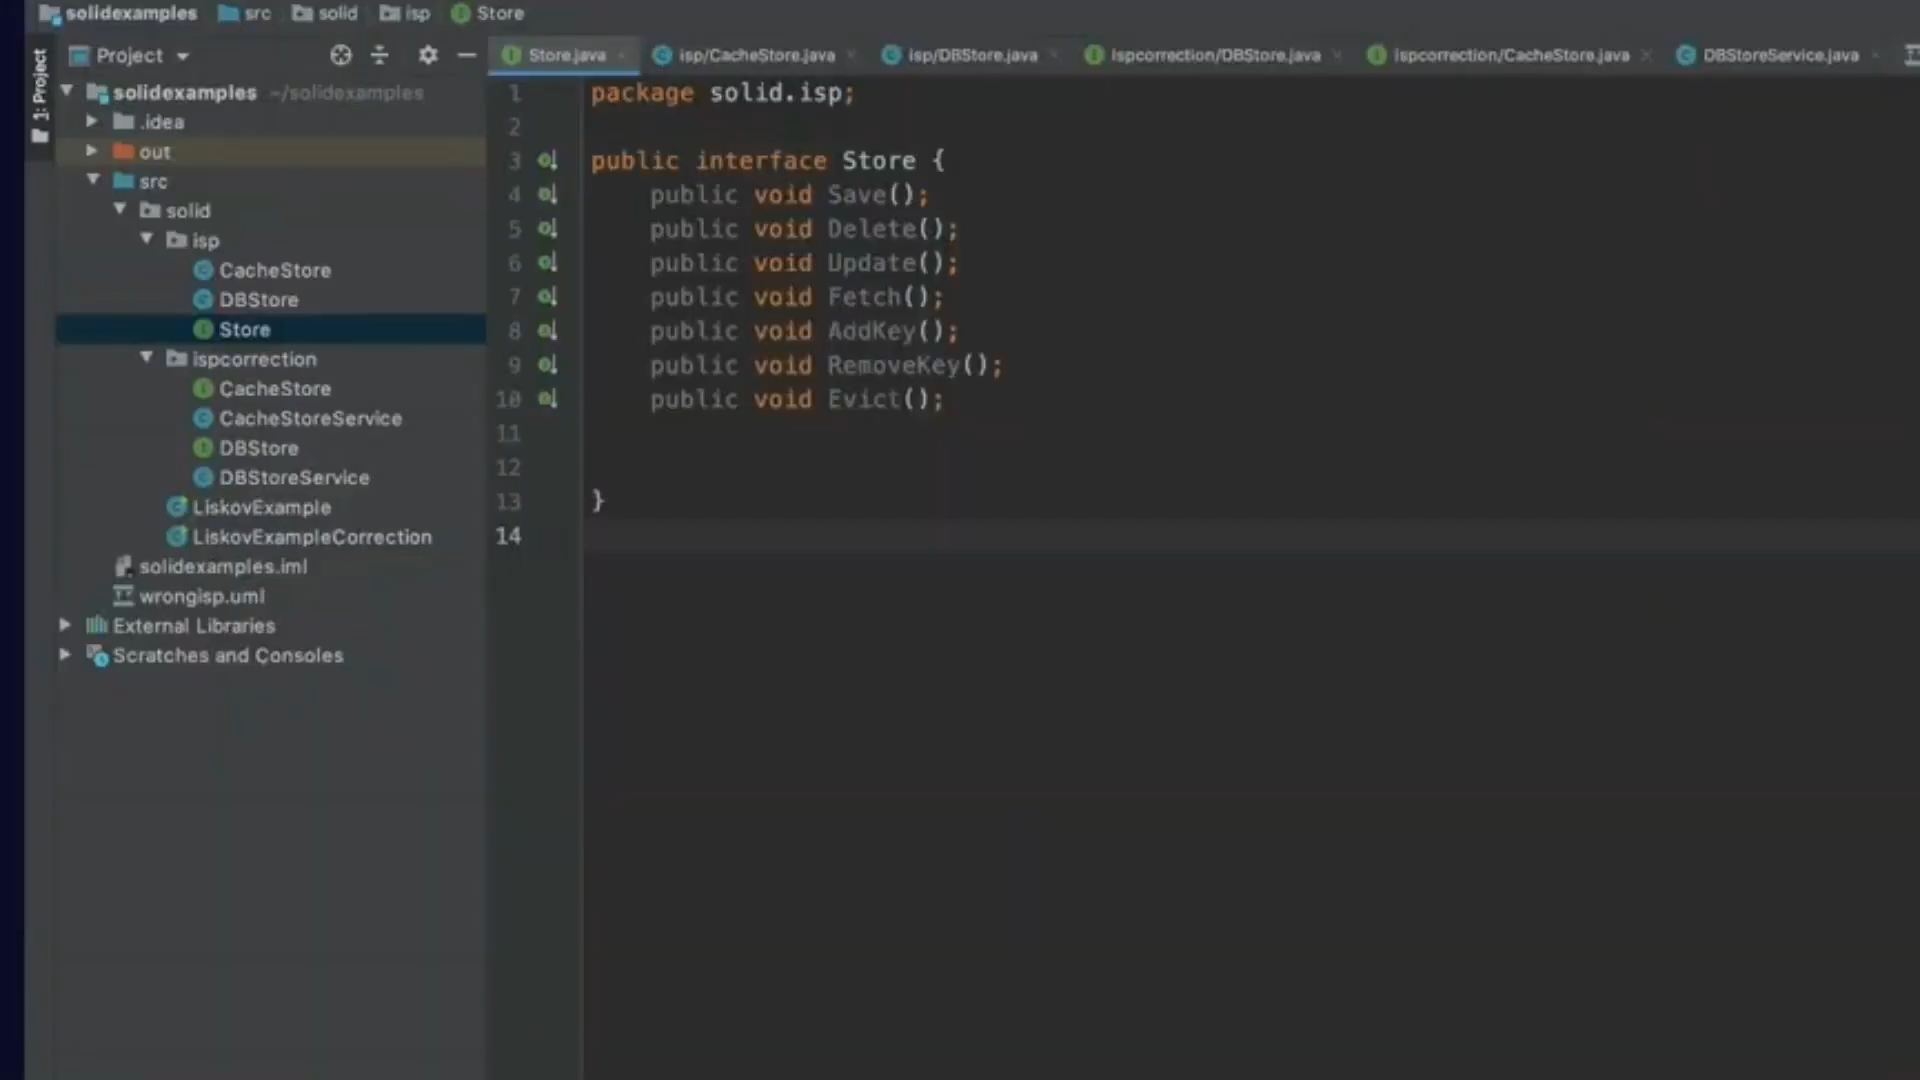 solidexamples src solid isp Store
1: Project
Project
solidexamples ~/solidexamples
.idea
out
src
solid
isp
CacheStore
DBStore
Store
ispcorrection
CacheStore
CacheStoreService
DBStore
DBStoreService
LiskovExample
LiskovExampleCorrection
solidexamples.iml
wrongisp.uml
External Libraries
Scratches and Consoles
Store.java isp/CacheStore.java isp/DBStore.java ispcorrection/DBStore.java ispcorrection/CacheStore.java DBStoreService.java
1 package solid.isp;
2
3 public interface Store {
4 public void Save();
5 public void Delete();
6 public void Update();
7 public void Fetch();
8 public void AddKey();
9 public void RemoveKey();
10 public void Evict();
11
12
13 }
14